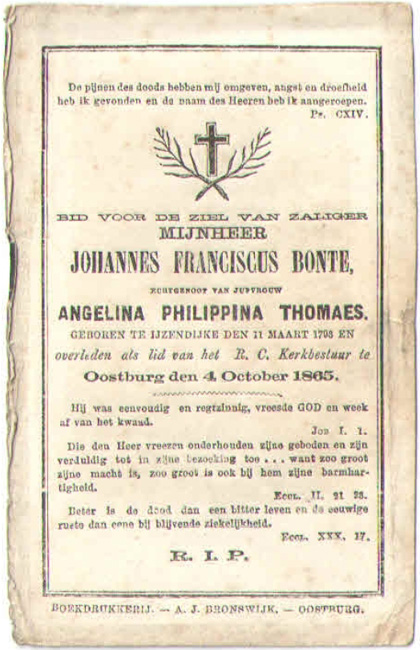 De pijnen des doods hebben mij omgeven, angst en droefheid
heb ik gevonden en de naam des Heeren heb ik aangeroepen.
Ps. CXIV.
BID VOOR DE ZIEL VAN ZALIGER
MIJNHEER
JOHANNES FRANCISCUS BONTE,
ECHTGENOOT VAN JUFVROUW
ANGELINA PHILIPPINA THOMAES.
GEBOREN TE IJZENDIJKE DEN 11 MAART 1798 EN
overleden als lid van het R. C. Kerkbestuur te
Oostburg den 4 October 1865.
Hij was eenvoudig en regtzinnig, vreesde GOD en week
af van het kwaad.
Job I. 1.
Die den Heer vreezen onderhouden zijne geboden en zijn
verduldig tot in zijne bezoeking toe ... want zoo groot
zijne macht is, zoo groot is ook bij hem zijne barmhar-
tigheid.
Eccl. II. 21 23.
Beter is de dood dan een bitter leven en de eeuwige
ruste dan eene bij blijvende ziekelijkheid.
Eccl. XXX. 17.
R. I. P.
BOEKDRUKKERIJ. — A. J. BRONSWIJK. — OOSTBURG.